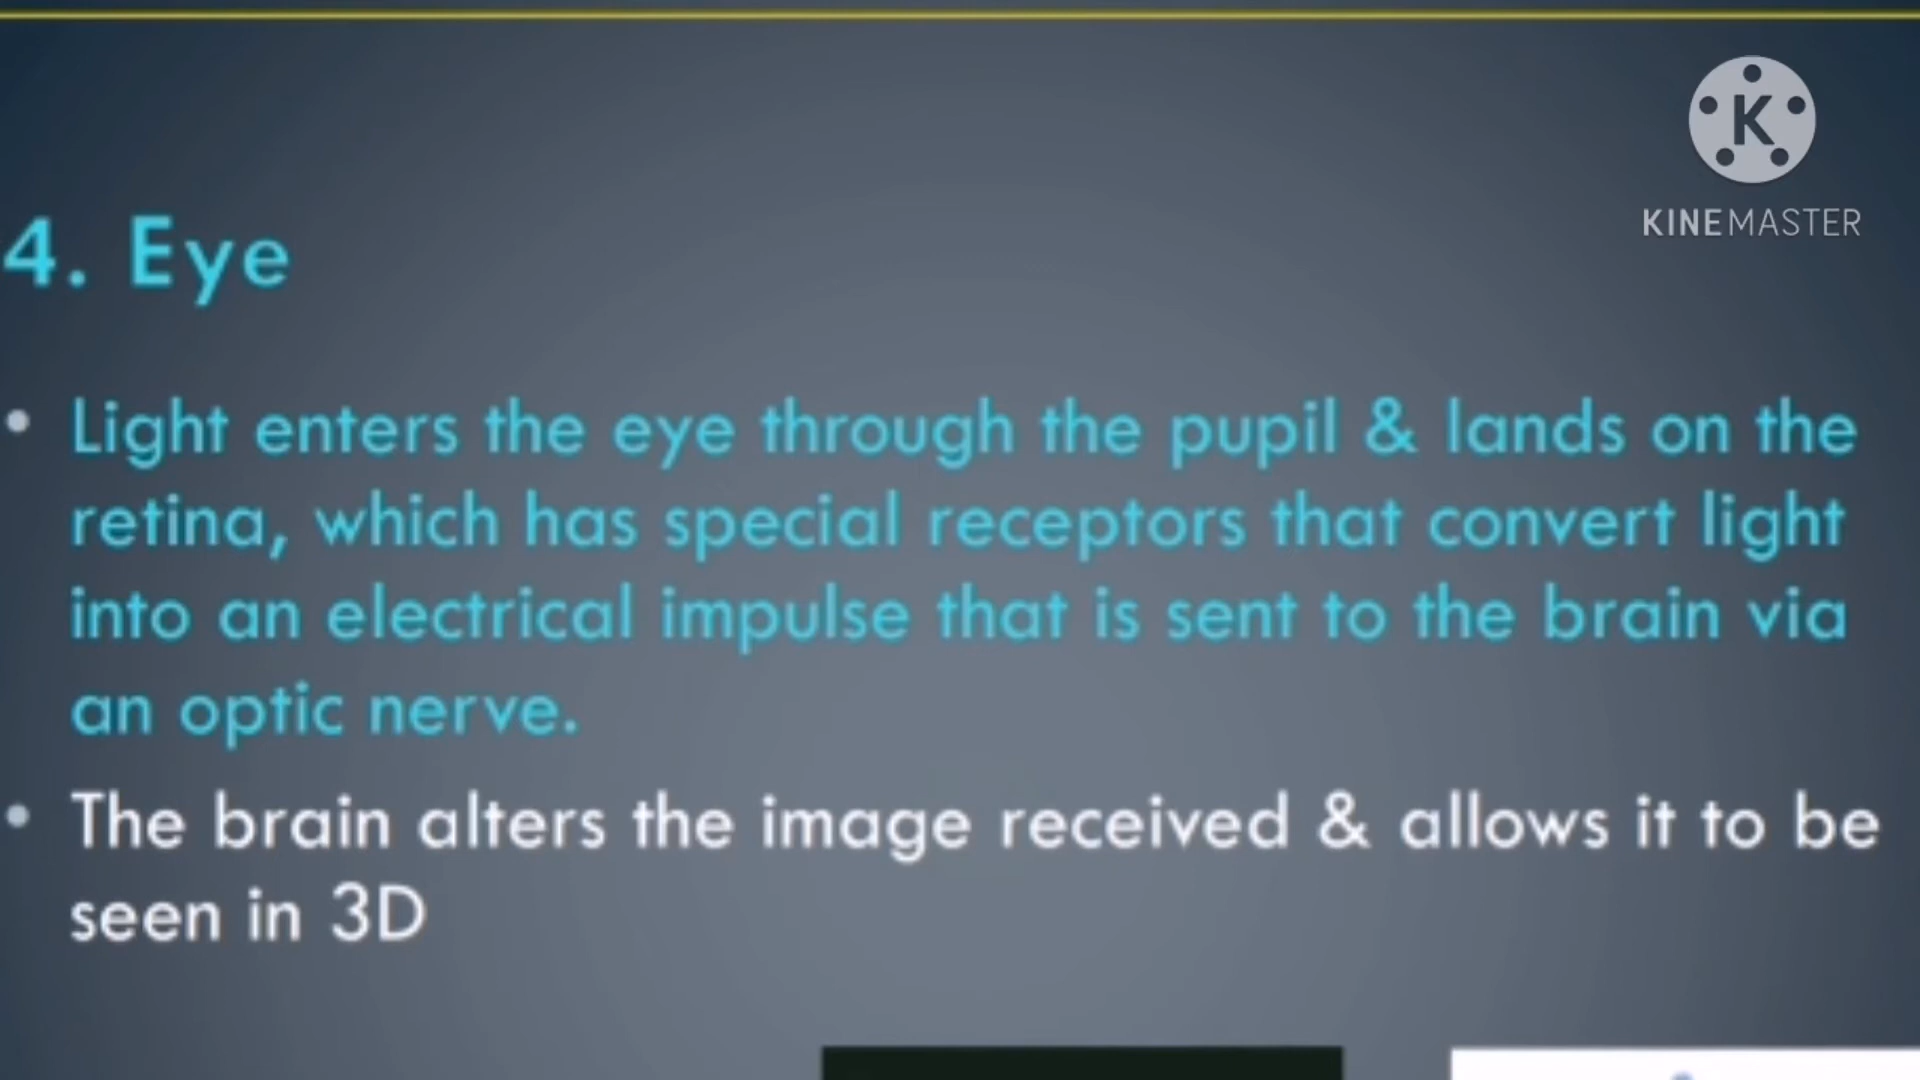 K
KINEMASTER
4. Eye
• Light enters the eye through the pupil & lands on the
retina, which has special receptors that convert light
into an electrical impulse that is sent to the brain via
an optic nerve.
• The brain alters the image received & allows it to be
seen in 3D